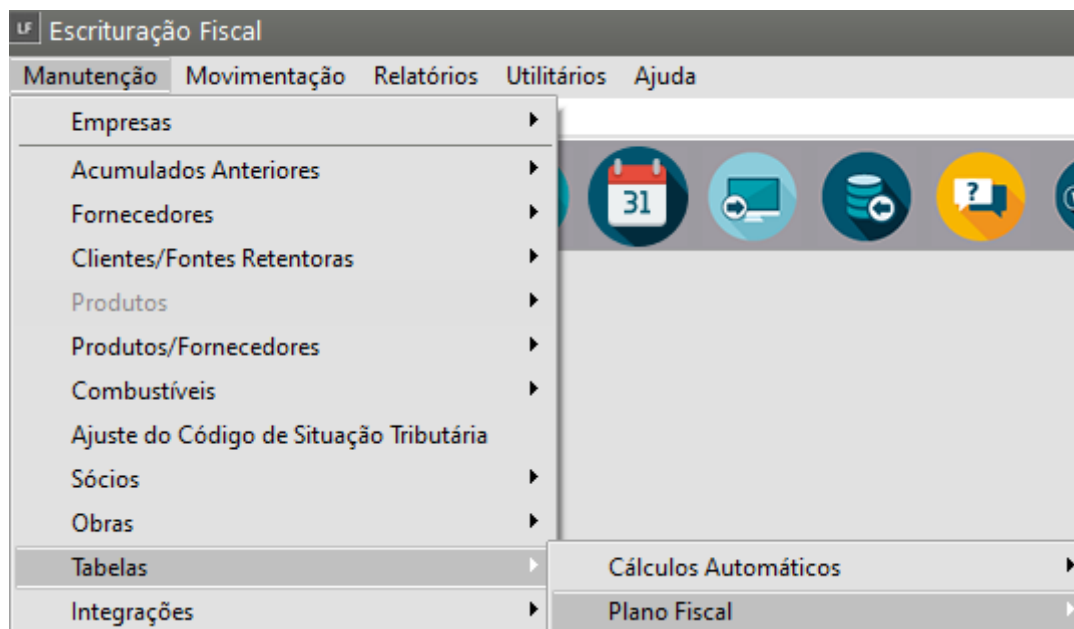 LF Escrituração Fiscal
Manutenção Movimentação Relatórios Utilitários Ajuda
Empresas
Acumulados Anteriores
31
?
Fornecedores
Clientes/Fontes Retentoras
Produtos
Produtos/Fornecedores
Combustíveis
Ajuste do Código de Situação Tributária
Sócios
Obras
Tabelas
Cálculos Automáticos
Integrações
Plano Fiscal